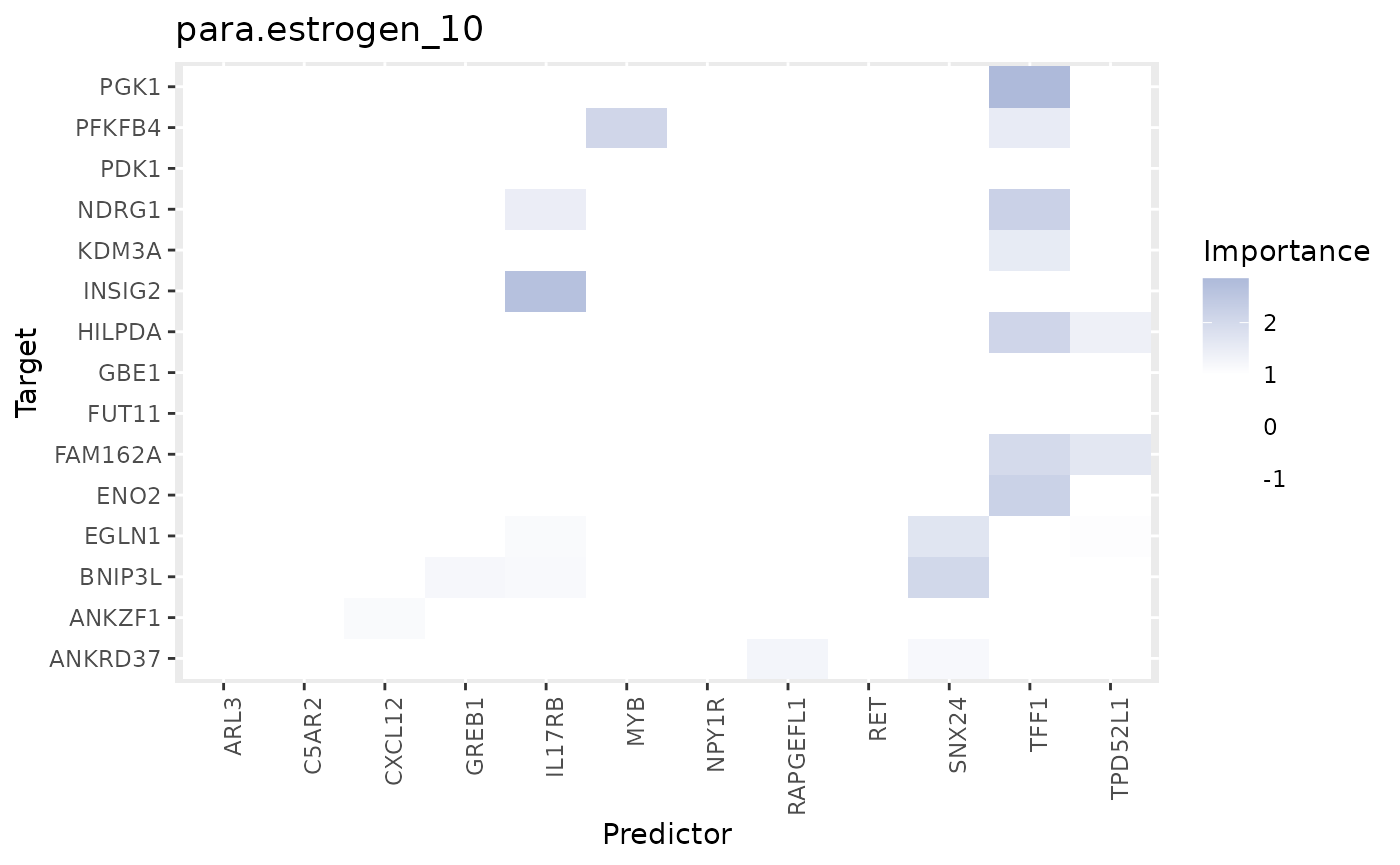 para.estrogen_10
PGK1
PFKFB4
PDK1
NDRG1
KDM3A
INSIG2
HILPDA
GBE1
FUT11
FAM162A
ENO2
EGLN1
BNIP3L
ANKZF1
ANKRD37
Target
ARL3
C5AR2
CXCL12
GREB1
IL17RB
MYB
NPY1R
RAPGEFL1
RET
SNX24
TFF1
TPD52L1
Predictor
Importance
2
1
0
-1